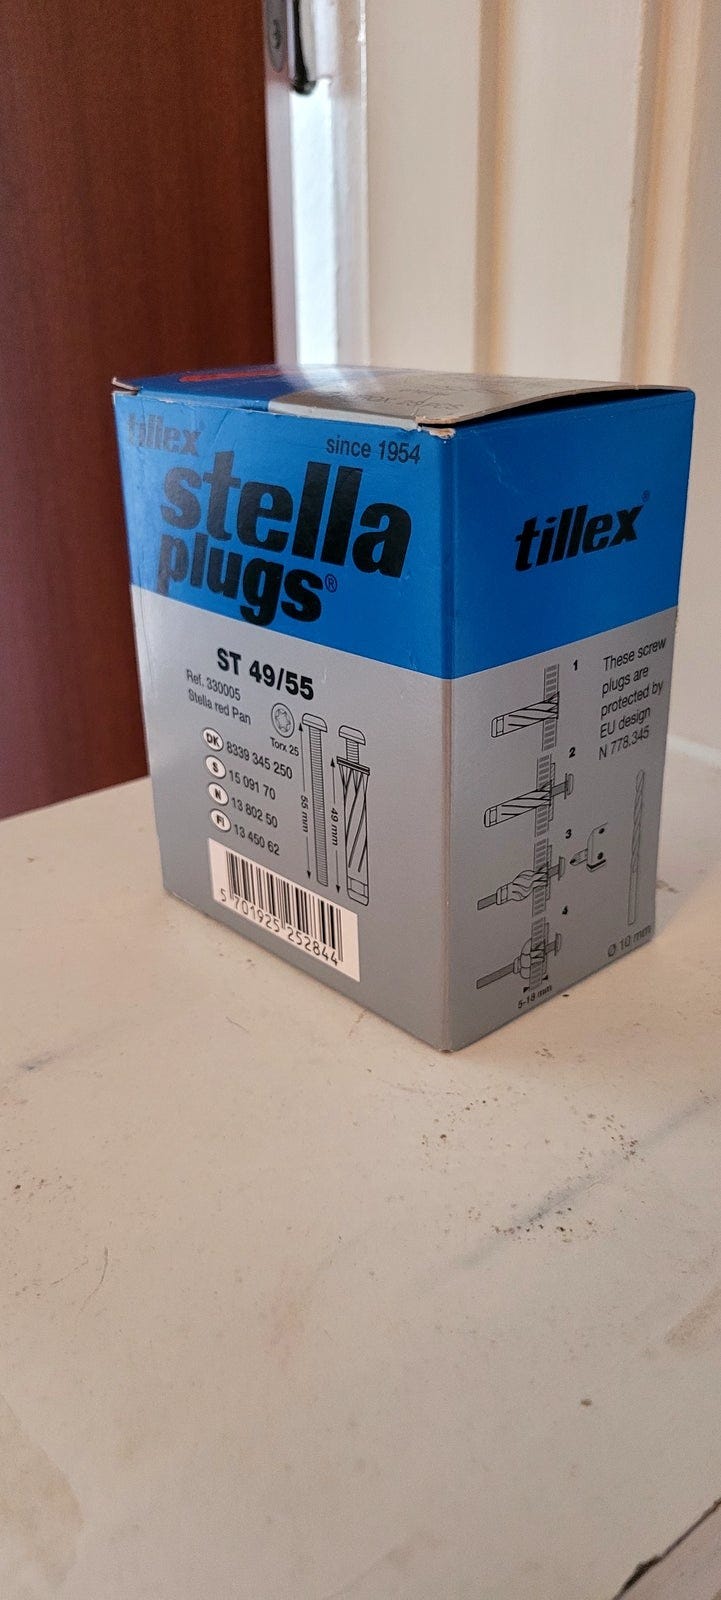 tillex®
since 1954
stella
plugs®
ST 49/55
Ref. 330005
Stella red Pan
Torx 25
DK 8339 345 250
S 15 091 70
N 13 802 50
FI 13 450 62
55 mm
49 mm
5 701925 252844
tillex®
These screw
plugs are
protected by
EU design
N 778.345
1
2
3
4
5-18 mm
Ø 10 mm